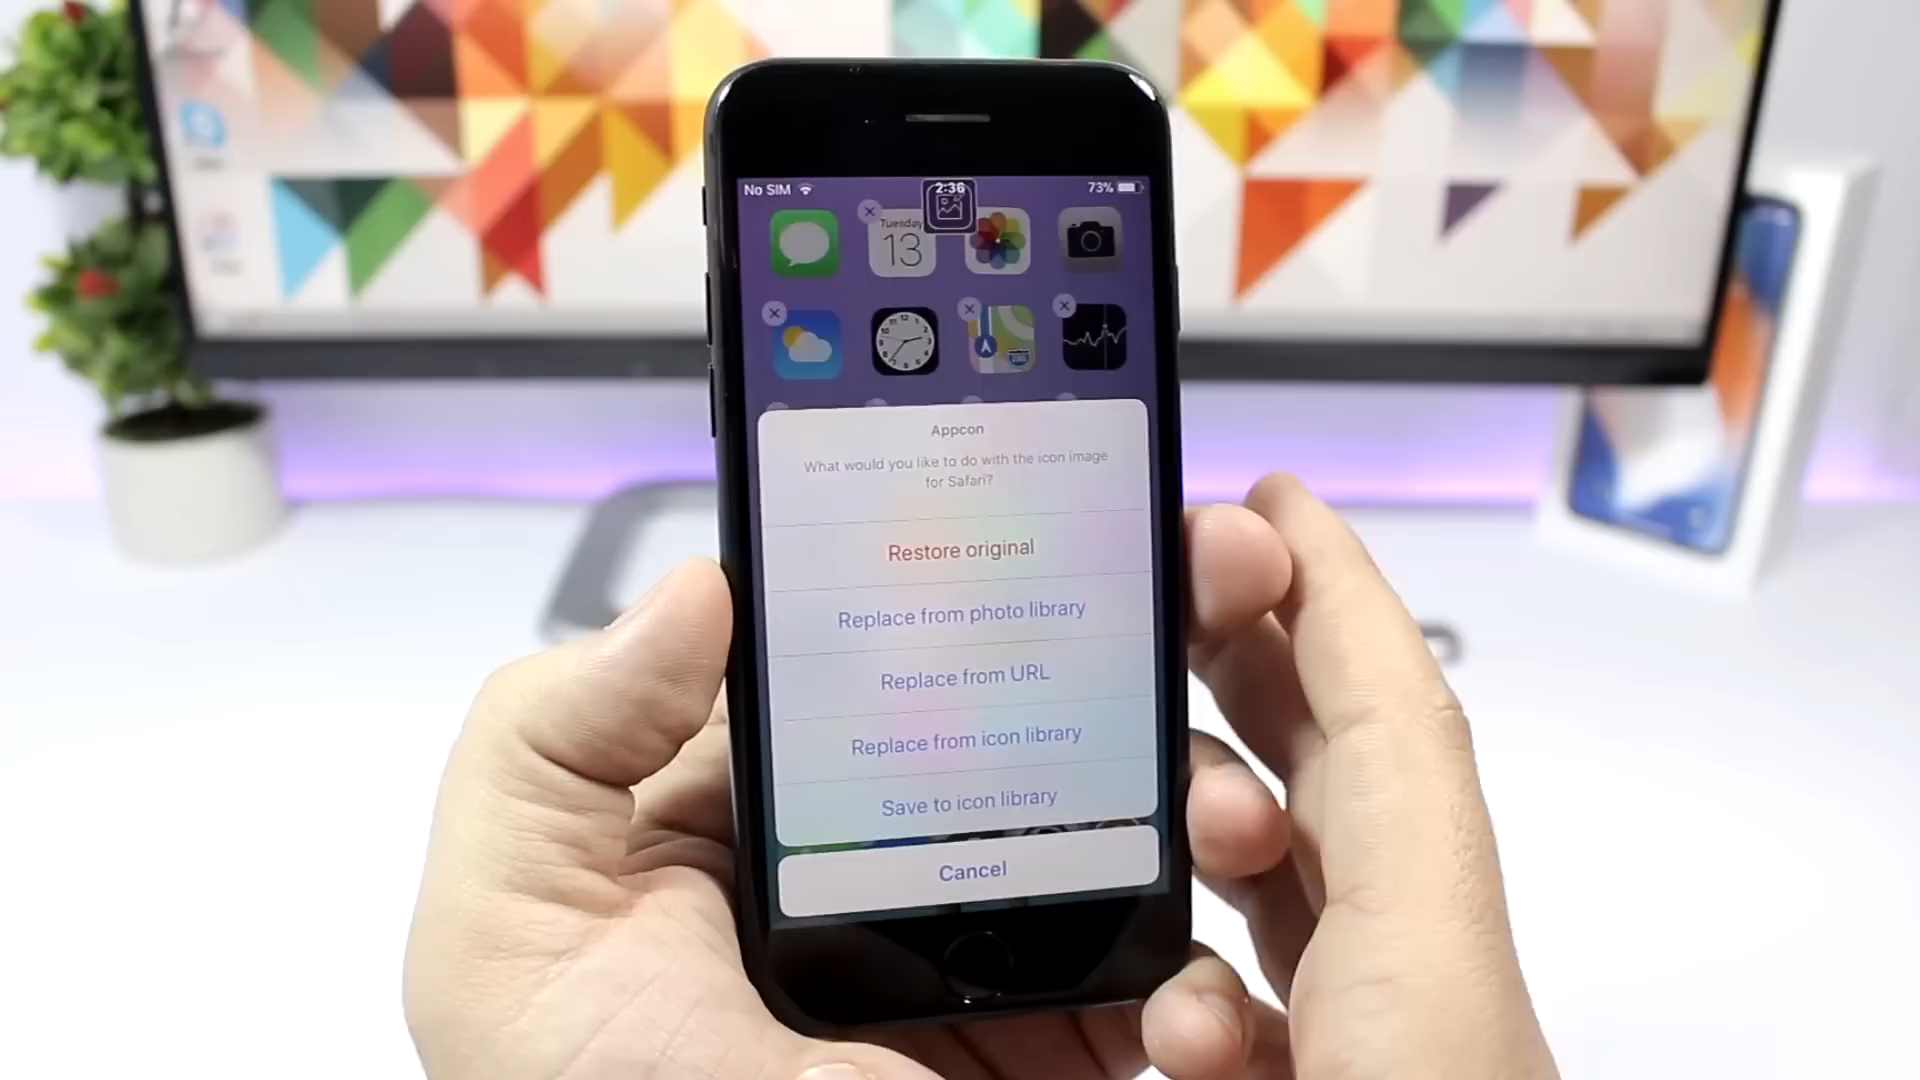 No SIM
2:36
73%
Tuesday
13
Appcon
What would you like to do with the icon image
for Safari?
Restore original
Replace from photo library
Replace from URL
Replace from icon library
Save to icon library
Cancel